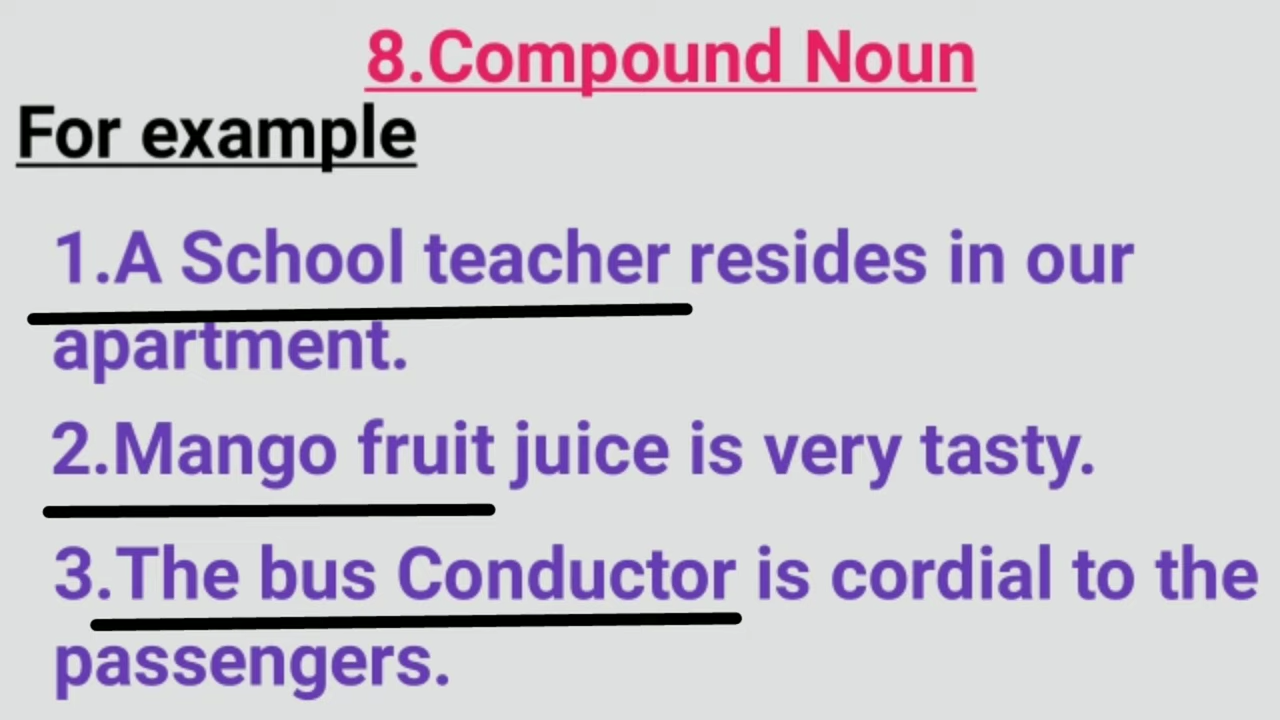 8.Compound Noun
For example
1.A School teacher resides in our
apartment.
2.Mango fruit juice is very tasty.
3.The bus Conductor is cordial to the
passengers.